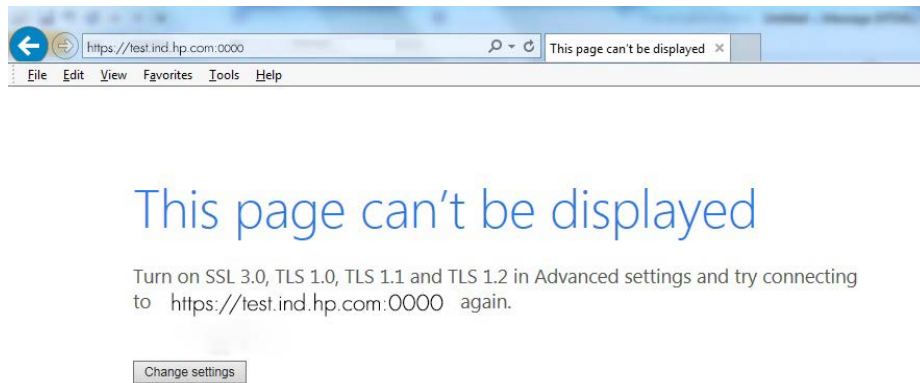 https://test.ind.hp.com:0000
This page can't be displayed
File Edit View Favorites Tools Help
This page can't be displayed
Turn on SSL 3.0, TLS 1.0, TLS 1.1 and TLS 1.2 in Advanced settings and try connecting
to https://test.ind.hp.com:0000 again.
Change settings